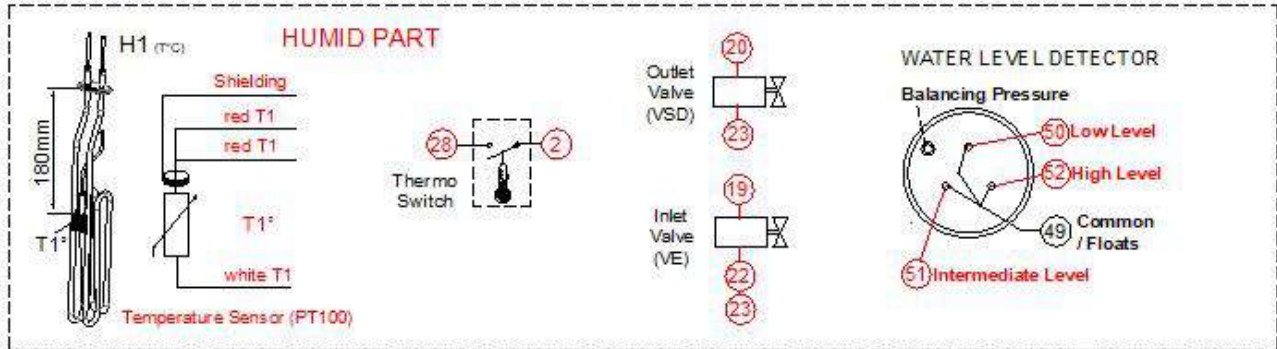 H1 (T°C)
HUMID PART
Shielding
red T1
red T1
180mm
T1°
T1°
white T1
Temperature Sensor (PT100)
28
2
Thermo
Switch
20
Outlet
Valve
(VSD)
23
19
Inlet
Valve
(VE)
22
23
WATER LEVEL DETECTOR
Balancing Pressure
50 Low Level
52 High Level
49 Common
/ Floats
51 Intermediate Level